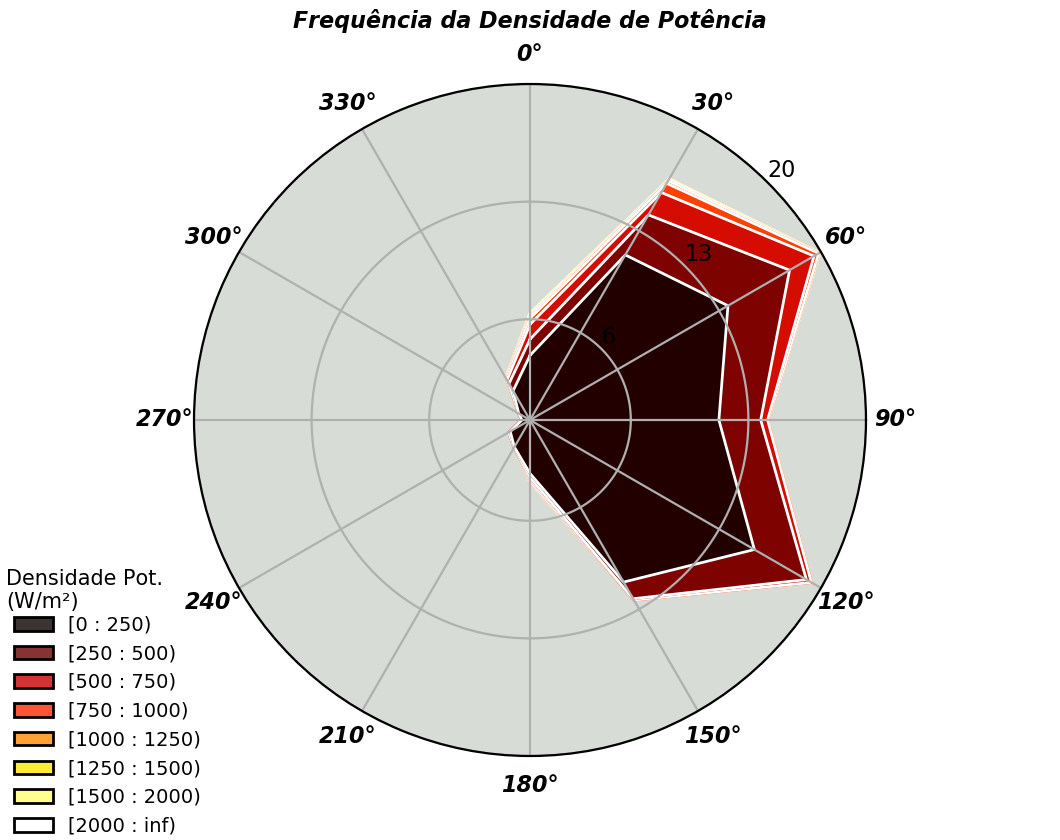 Frequência da Densidade de Potência
0°
330°
30°
20
300°
60°
13
6
270°
90°
240°
120°
210°
150°
180°
Densidade Pot.
(W/m²)
[0 : 250)
[250 : 500)
[500 : 750)
[750 : 1000)
[1000 : 1250)
[1250 : 1500)
[1500 : 2000)
[2000 : inf)